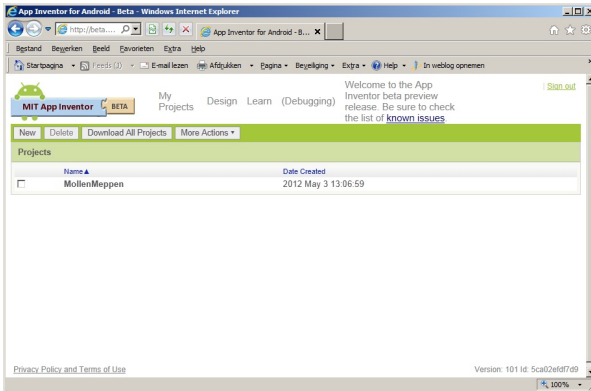 App Inventor for Android - Beta - Windows Internet Explorer
http://beta....
App Inventor for Android - B...
Bestand Bewerken Beeld Favorieten Extra Help
Startpagina Feeds (J) E-mail lezen Afdrukken Pagina Beveiliging Extra Help In weblog opnemen
MIT App Inventor BETA
My Projects Design Learn (Debugging)
Welcome to the App
Inventor beta preview
release. Be sure to check
the list of known issues.
Sign out
New Delete Download All Projects More Actions
Projects
Name Date Created
MollenMeppen 2012 May 3 13:06:59
Privacy Policy and Terms of Use Version: 101 Id: 5ca02efdf7d9
100%